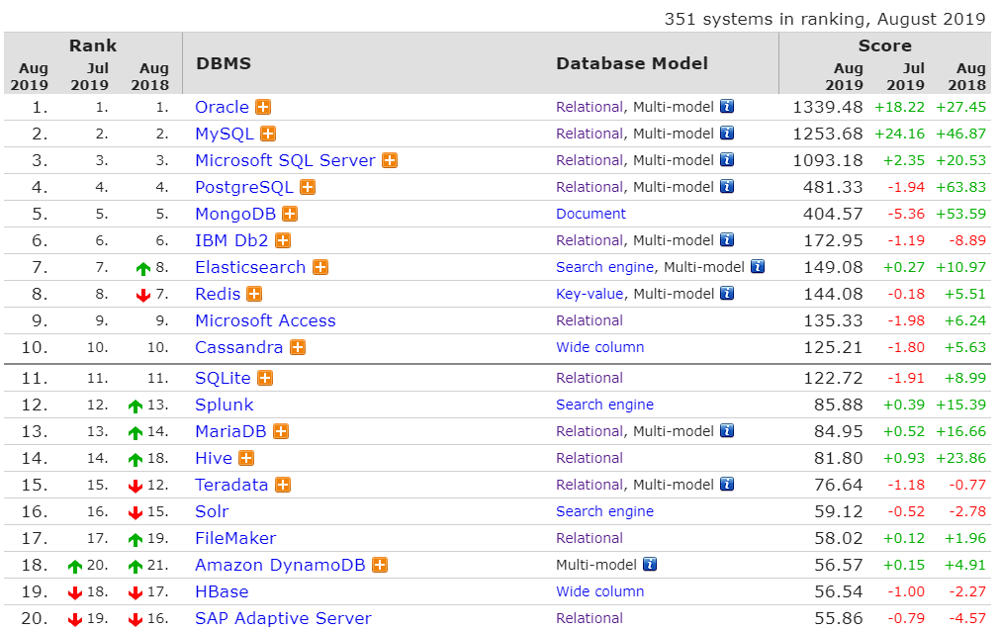 351 systems in ranking, August 2019
Rank DBMS Database Model Score
Aug 2019 Jul 2019 Aug 2018 Aug 2019 Jul 2019 Aug 2018
1. 1. 1. Oracle Relational, Multi-model 1339.48 +18.22 +27.45
2. 2. 2. MySQL Relational, Multi-model 1253.68 +24.16 +46.87
3. 3. 3. Microsoft SQL Server Relational, Multi-model 1093.18 +2.35 +20.53
4. 4. 4. PostgreSQL Relational, Multi-model 481.33 -1.94 +63.83
5. 5. 5. MongoDB Document 404.57 -5.36 +53.59
6. 6. 6. IBM Db2 Relational, Multi-model 172.95 -1.19 -8.89
7. 7. 8. Elasticsearch Search engine, Multi-model 149.08 +0.27 +10.97
8. 8. 7. Redis Key-value, Multi-model 144.08 -0.18 +5.51
9. 9. 9. Microsoft Access Relational 135.33 -1.98 +6.24
10. 10. 10. Cassandra Wide column 125.21 -1.80 +5.63
11. 11. 11. SQLite Relational 122.72 -1.91 +8.99
12. 12. 13. Splunk Search engine 85.88 +0.39 +15.39
13. 13. 14. MariaDB Relational, Multi-model 84.95 +0.52 +16.66
14. 14. 18. Hive Relational 81.80 +0.93 +23.86
15. 15. 12. Teradata Relational, Multi-model 76.64 -1.18 -0.77
16. 16. 15. Solr Search engine 59.12 -0.52 -2.78
17. 17. 19. FileMaker Relational 58.02 +0.12 +1.96
18. 20. 21. Amazon DynamoDB Multi-model 56.57 +0.15 +4.91
19. 18. 17. HBase Wide column 56.54 -1.00 -2.27
20. 19. 16. SAP Adaptive Server Relational 55.86 -0.79 -4.57